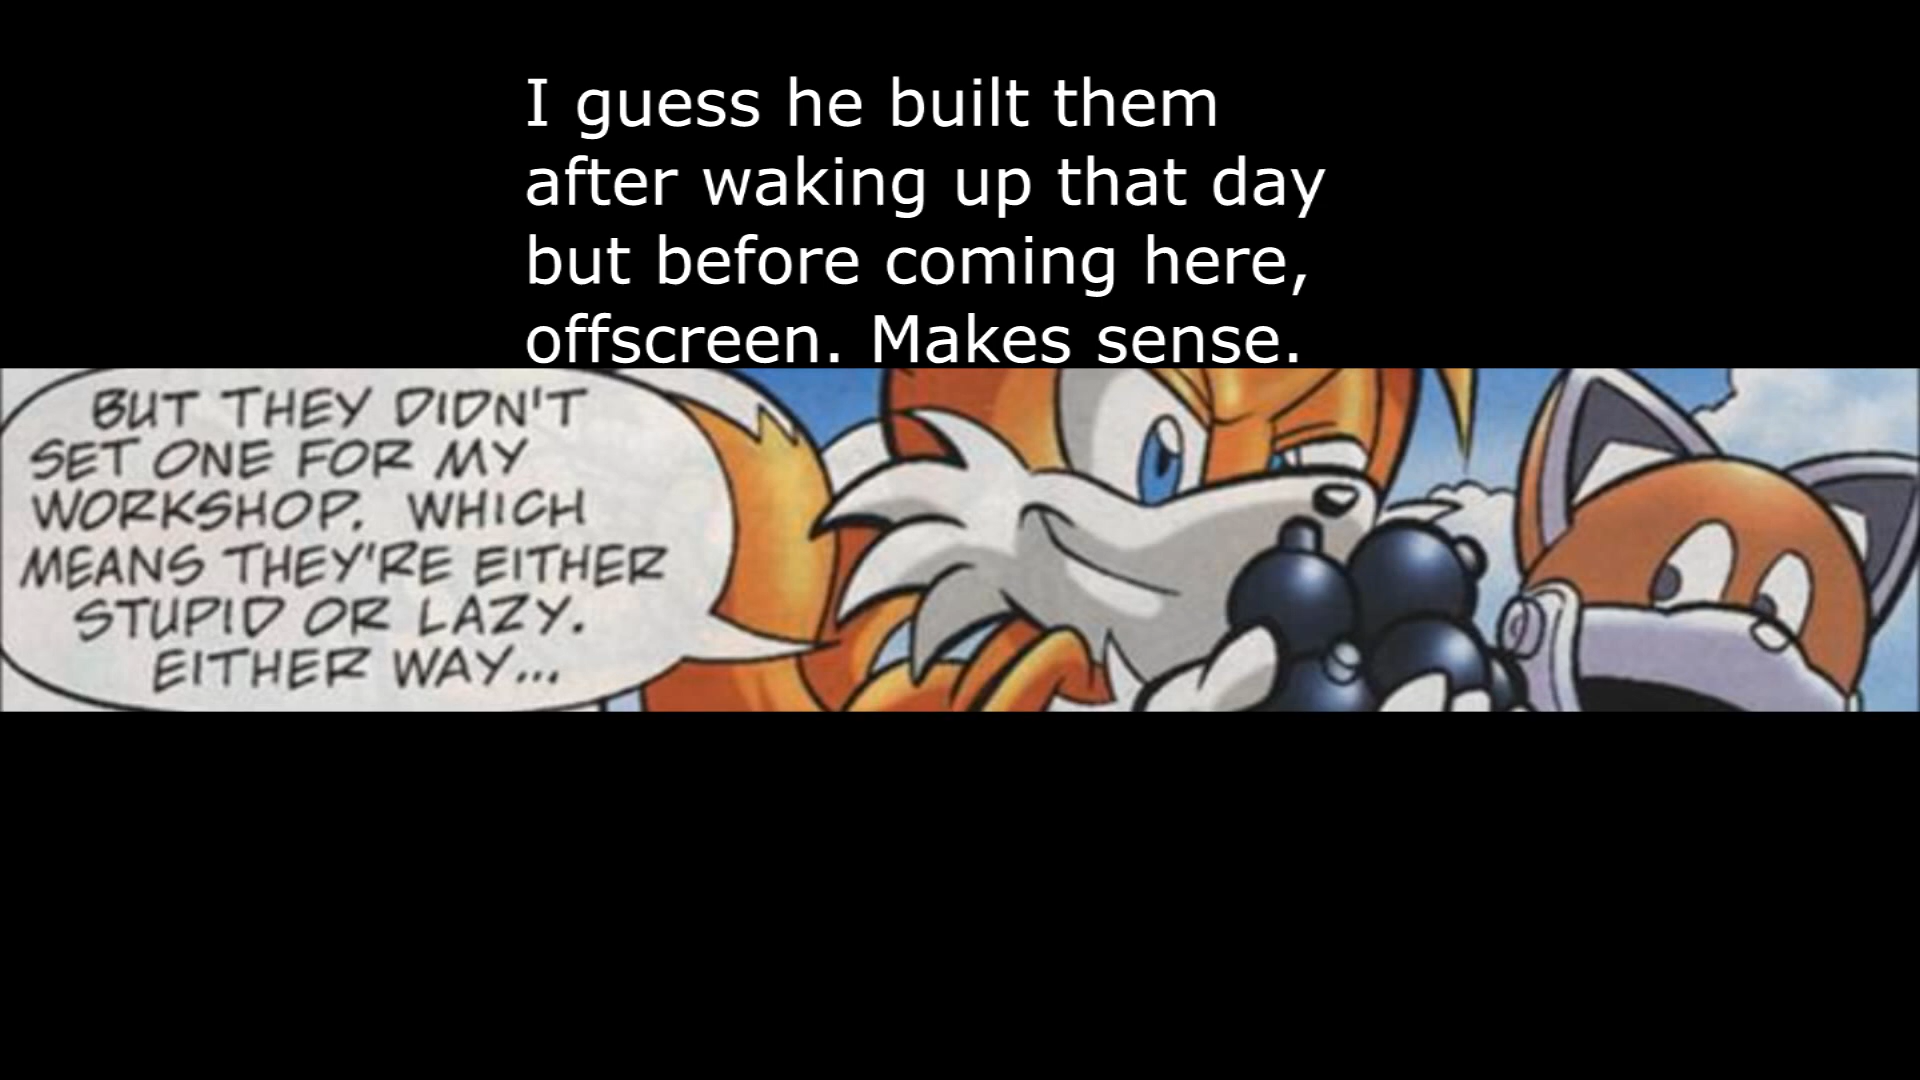 I guess he built them
after waking up that day
but before coming here,
offscreen. Makes sense.
BUT THEY DIDN'T
SET ONE FOR MY
WORKSHOP. WHICH
MEANS THEY'RE EITHER
STUPID OR LAZY.
EITHER WAY...